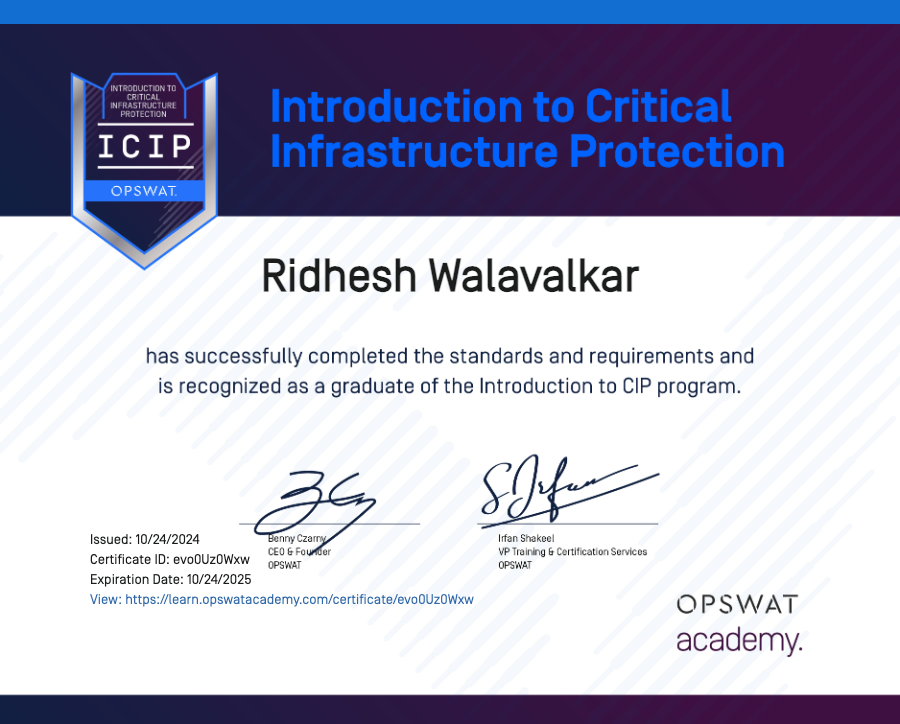 INTRODUCTION TO
CRITICAL
INFRASTRUCTURE
PROTECTION
ICIP
OPSWAT.
Introduction to Critical
Infrastructure Protection
Ridhesh Walavalkar
has successfully completed the standards and requirements and
is recognized as a graduate of the Introduction to CIP program.
Benny Czarny
CEO & Founder
OPSWAT
Irfan Shakeel
VP Training & Certification Services
OPSWAT
Issued: 10/24/2024
Certificate ID: evo0Uz0Wxw
Expiration Date: 10/24/2025
View: https://learn.opswatacademy.com/certificate/evo0Uz0Wxw
OPSWAT
academy.